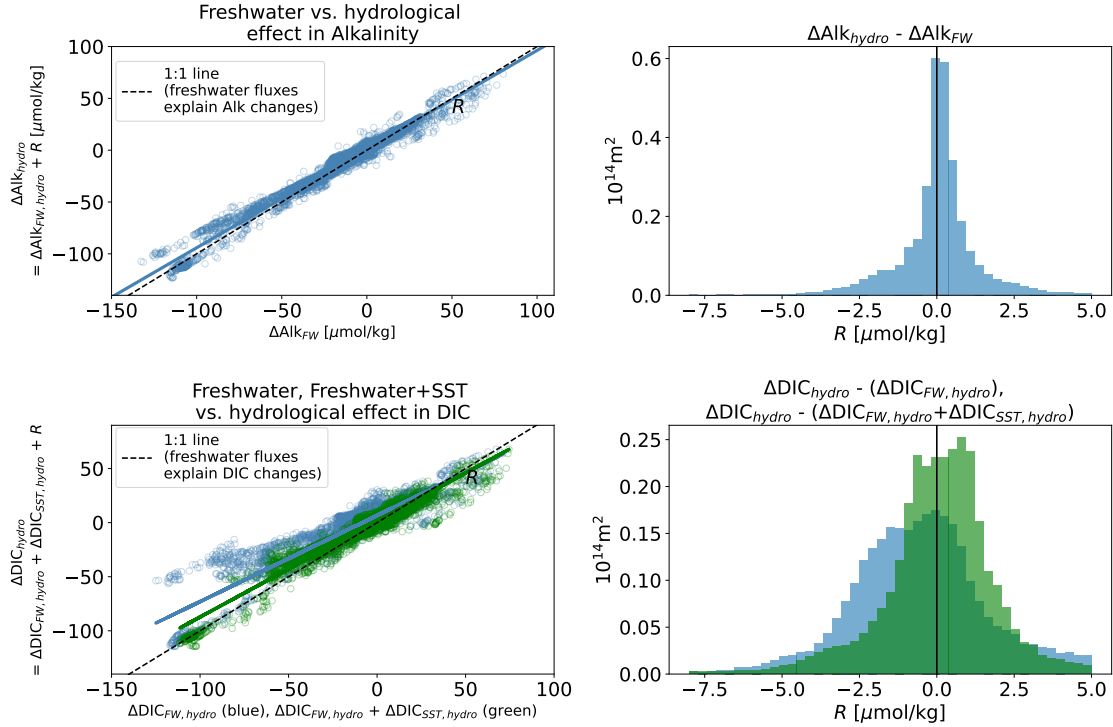 Freshwater vs. hydrological
effect in Alkalinity
ΔAlk_hydro
= ΔAlk_FW, hydro + R [μmol/kg]
100
50
0
−50
−100
1:1 line
(freshwater fluxes
explain Alk changes)
R
−150
−100
−50
0
50
100
ΔAlk_FW [μmol/kg]
ΔAlk_hydro - ΔAlk_FW
10^14m^2
0.6
0.4
0.2
0.0
−7.5
−5.0
−2.5
0.0
2.5
5.0
R [μmol/kg]
Freshwater, Freshwater+SST
vs. hydrological effect in DIC
ΔDIC_hydro
= ΔDIC_FW, hydro + ΔDIC_SST, hydro + R
50
0
−50
−100
1:1 line
(freshwater fluxes
explain DIC changes)
R
−150
−100
−50
0
50
100
ΔDIC_FW, hydro (blue), ΔDIC_FW, hydro + ΔDIC_SST, hydro (green)
ΔDIC_hydro - (ΔDIC_FW, hydro),
ΔDIC_hydro - (ΔDIC_FW, hydro+ΔDIC_SST, hydro)
10^14m^2
0.25
0.20
0.15
0.10
0.05
0.00
−7.5
−5.0
−2.5
0.0
2.5
5.0
R [μmol/kg]